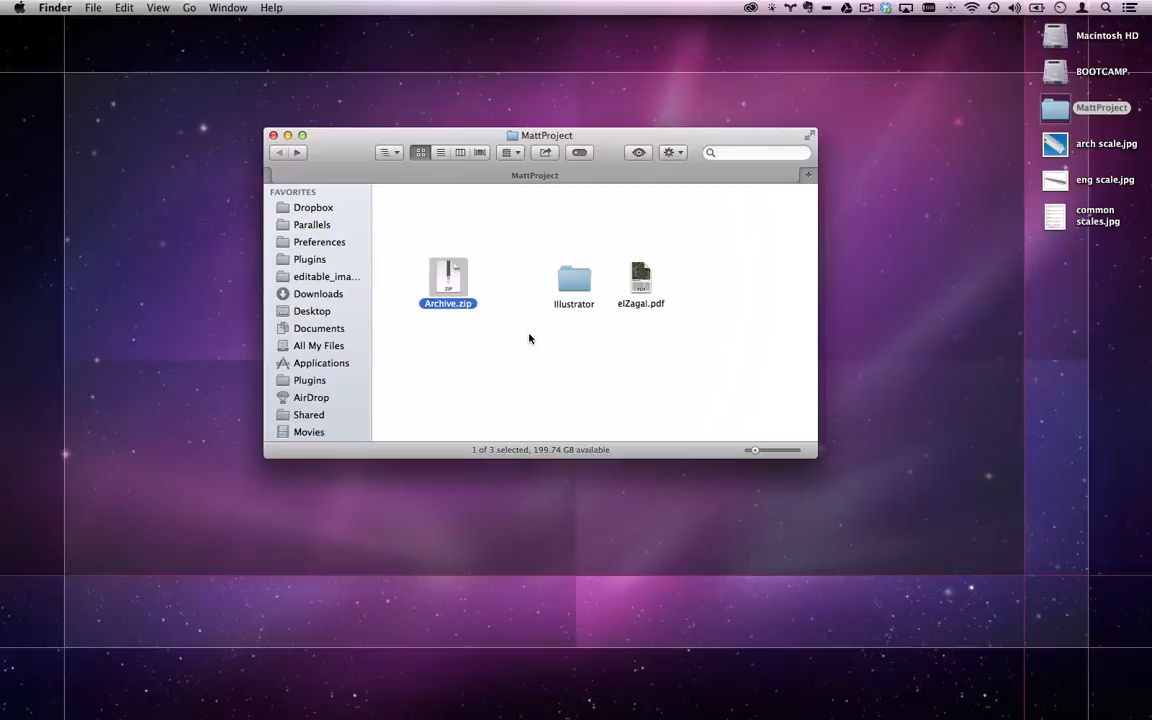 Finder File Edit View Go Window Help
Macintosh HD
BOOTCAMP
MattProject
arch scale.jpg
eng scale.jpg
common
scales.jpg
MattProject
MattProject
FAVORITES
Dropbox
Parallels
Preferences
Plugins
editable_ima...
Downloads
Desktop
Documents
All My Files
Applications
Plugins
AirDrop
Shared
Movies
ZIP
Archive.zip
Illustrator
PDF
elZagal.pdf
1 of 3 selected, 199.74 GB available